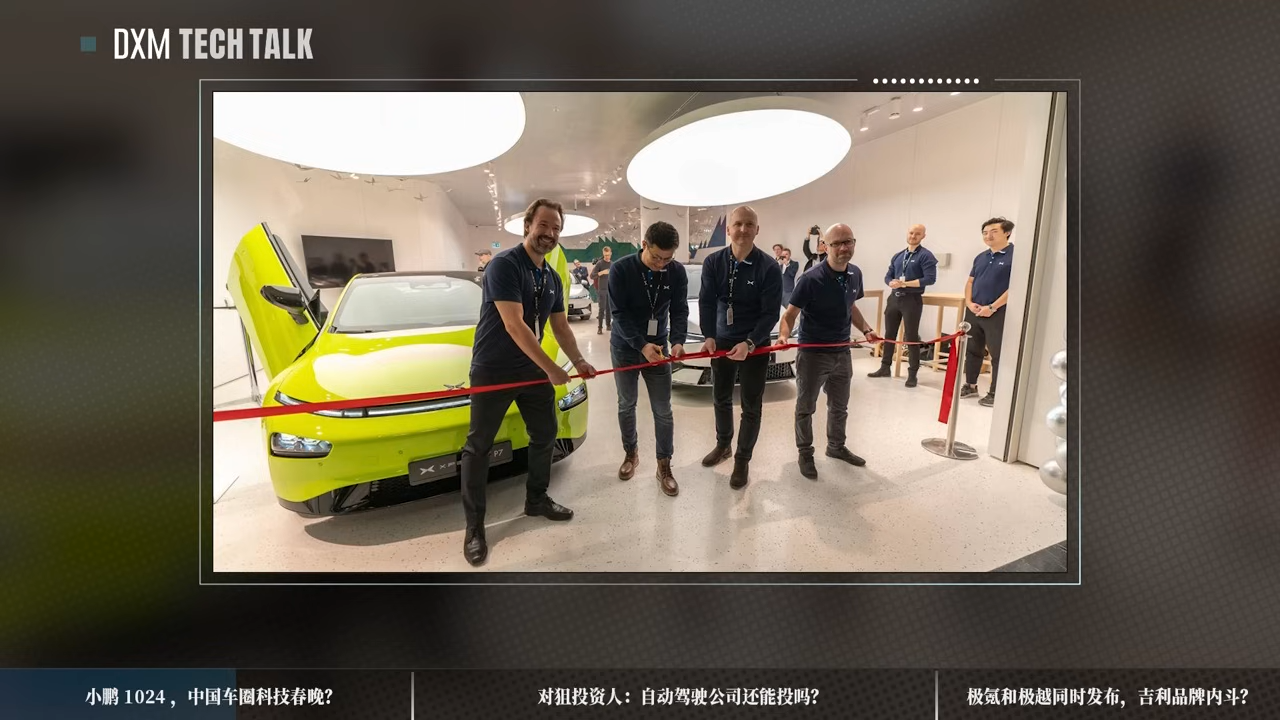 DXM TECH TALK
P7
小鹏 1024，中国车圈科技春晚？
对狙投资人：自动驾驶公司还能投吗？
极氪和极越同时发布，吉利品牌内斗？